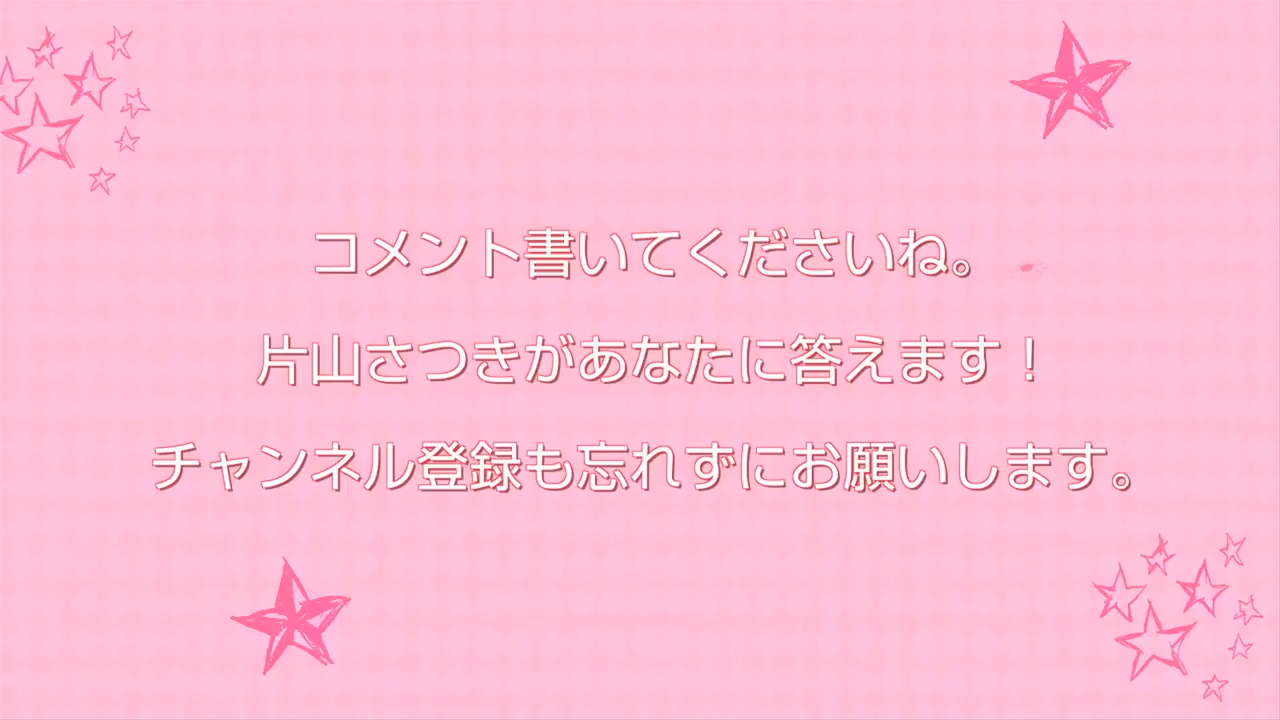 コメント書いてくださいね。
片山さつきがあなたに答えます！
チャンネル登録も忘れずにお願いします。